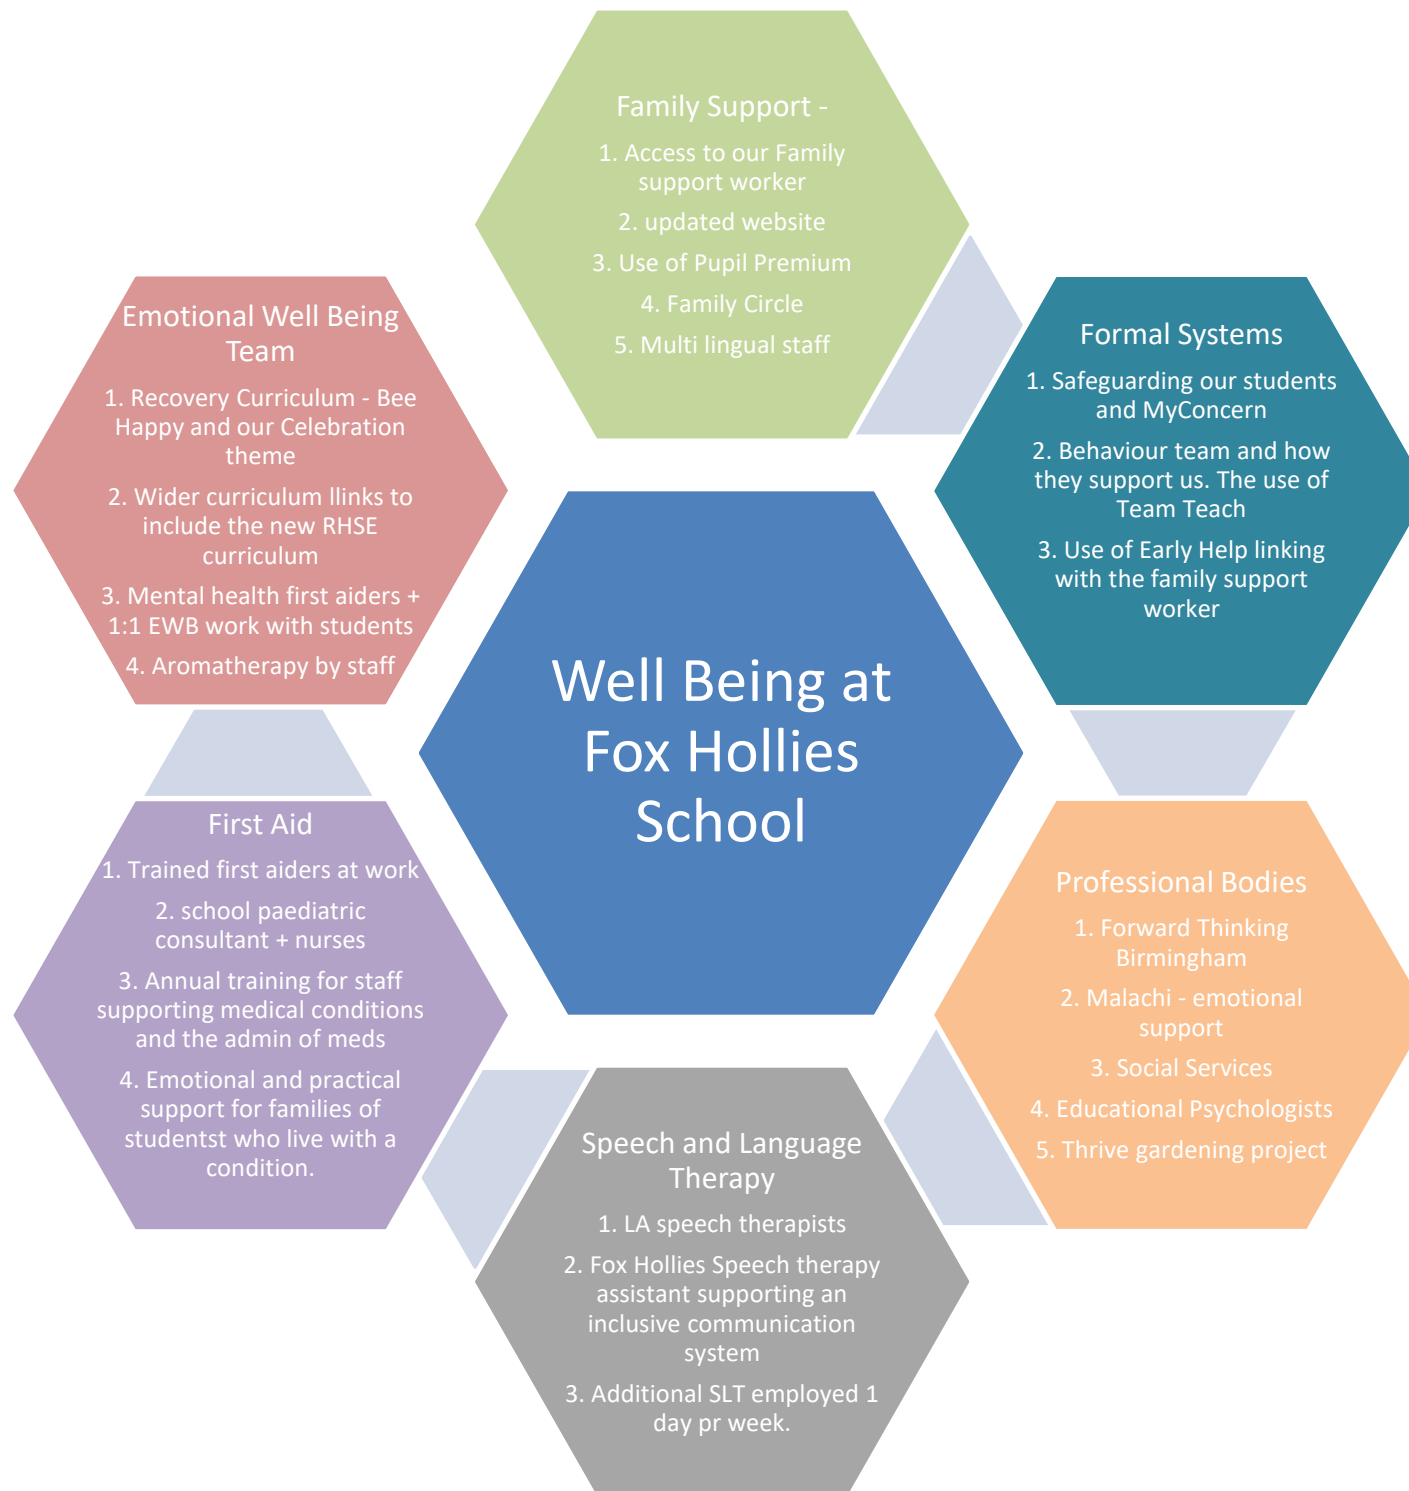 Family Support -
1. Access to our Family
support worker
2. updated website
3. Use of Pupil Premium
4. Family Circle
5. Multi lingual staff
Formal Systems
1. Safeguarding our students
and MyConcern
2. Behaviour team and how
they support us. The use of
Team Teach
3. Use of Early Help linking
with the family support
worker
Professional Bodies
1. Forward Thinking
Birmingham
2. Malachi - emotional
support
3. Social Services
4. Educational Psychologists
5. Thrive gardening project
Speech and Language
Therapy
1. LA speech therapists
2. Fox Hollies Speech therapy
assistant supporting an
inclusive communication
system
3. Additional SLT employed 1
day pr week.
First Aid
1. Trained first aiders at work
2. school paediatric
consultant + nurses
3. Annual training for staff
supporting medical conditions
and the admin of meds
4. Emotional and practical
support for families of
studentst who live with a
condition.
Emotional Well Being
Team
1. Recovery Curriculum - Bee
Happy and our Celebration
theme
2. Wider curriculum llinks to
include the new RHSE
curriculum
3. Mental health first aiders +
1:1 EWB work with students
4. Aromatherapy by staff
Well Being at
Fox Hollies
School